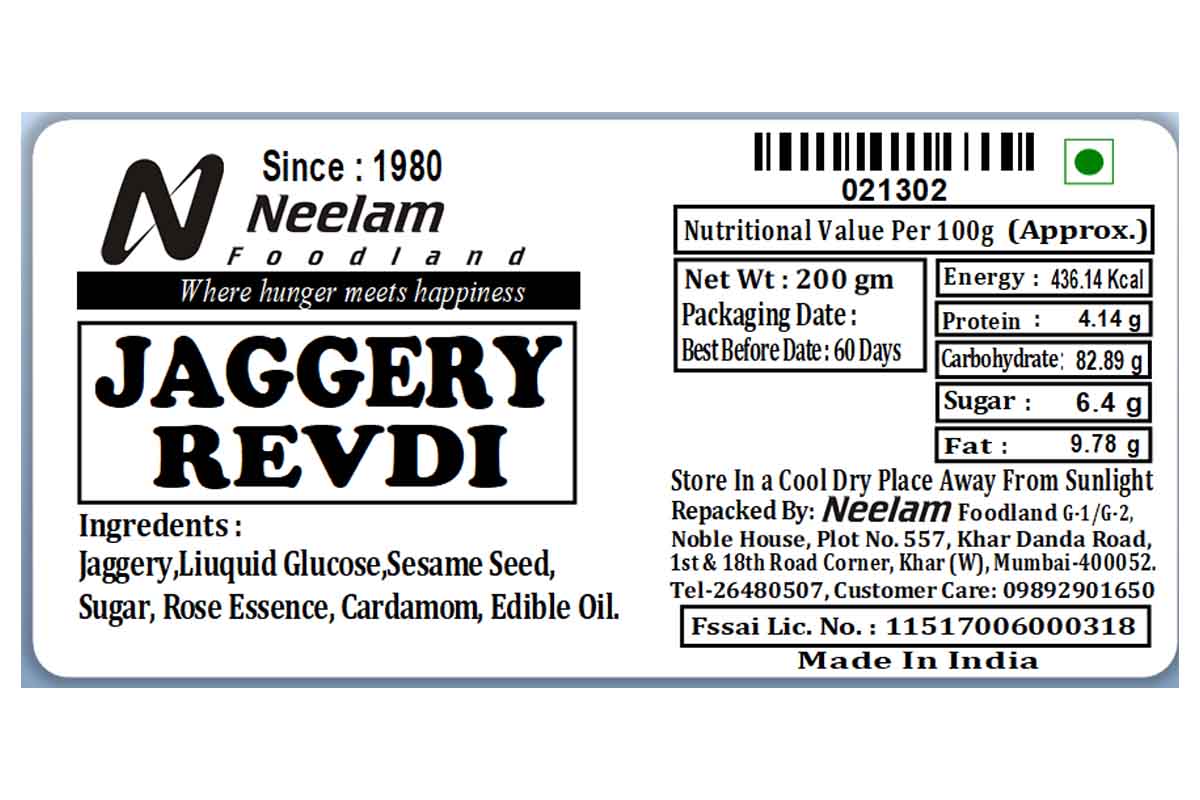 Since : 1980
Neelam
Foodland
Where hunger meets happiness
JAGGERY
REVDI
Ingredents :
Jaggery,Liuquid Glucose,Sesame Seed,
Sugar, Rose Essence, Cardamom, Edible Oil.
021302
Nutritional Value Per 100g (Approx.)
Net Wt : 200 gm
Packaging Date :
Best Before Date : 60 Days
Energy : 436.14 Kcal
Protein : 4.14 g
Carbohydrate: 82.89 g
Sugar : 6.4 g
Fat : 9.78 g
Store In a Cool Dry Place Away From Sunlight
Repacked By: Neelam Foodland G-1/G-2,
Noble House, Plot No. 557, Khar Danda Road,
1st & 18th Road Corner, Khar (W), Mumbai-400052.
Tel-26480507, Customer Care: 09892901650
Fssai Lic. No. : 11517006000318
Made In India